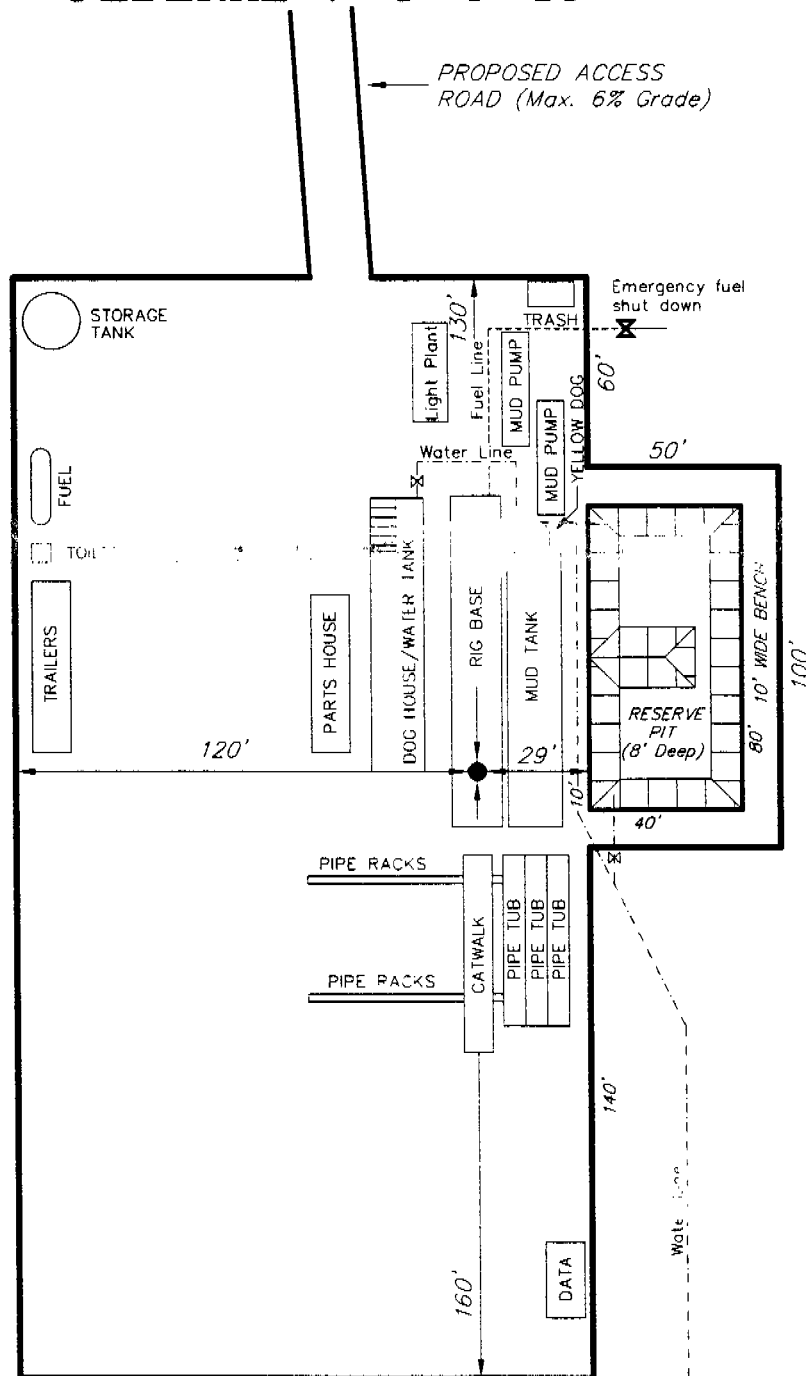 PROPOSED ACCESS
ROAD (Max. 6% Grade)
STORAGE
TANK
130'
TRASH
Emergency fuel
shut down
Light Plant
Fuel Line
MUD PUMP
60'
MUD PUMP
YELLOW DOG
50'
Water Line
FUEL
TRAILERS
PARTS HOUSE
DOG HOUSE/WATER TANK
RIG BASE
MUD TANK
RESERVE
PIT
(8' Deep)
80'
10' WIDE BENCH
100'
120'
29'
10'
40'
PIPE RACKS
CATWALK
PIPE TUB
PIPE TUB
PIPE TUB
PIPE RACKS
140'
160'
DATA